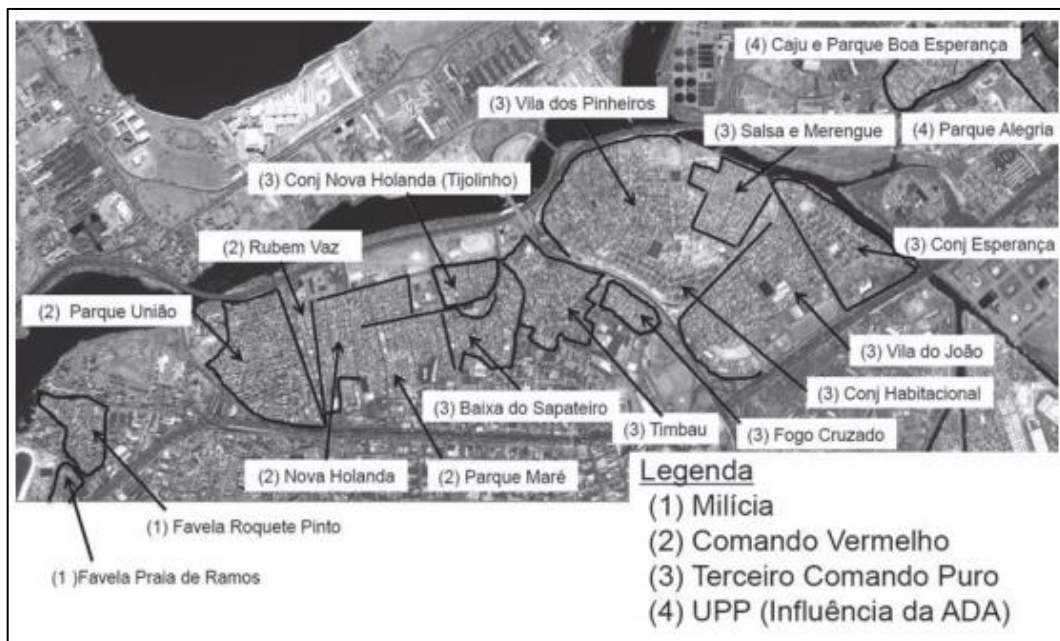 (4) Caju e Parque Boa Esperança
(3) Vila dos Pinheiros
(3) Salsa e Merengue
(4) Parque Alegria
(3) Conj Nova Holanda (Tijolinho)
(2) Rubem Vaz
(3) Conj Esperança
(2) Parque União
(3) Vila do João
(3) Conj Habitacional
(3) Baixa do Sapateiro
(3) Timbau
(3) Fogo Cruzado
(2) Nova Holanda
(2) Parque Maré
(1) Favela Roquete Pinto
(1 )Favela Praia de Ramos
Legenda
(1) Milícia
(2) Comando Vermelho
(3) Terceiro Comando Puro
(4) UPP (Influência da ADA)